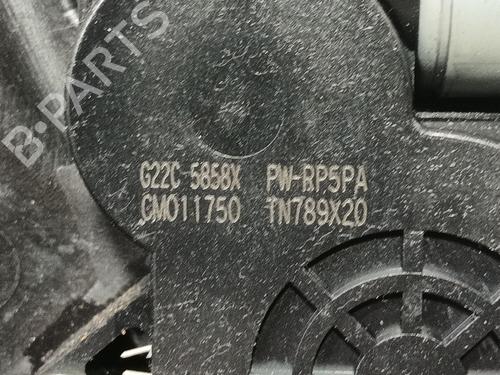 B-PARTS
G22C 5858X PW-RP5PA
CM011750 TN789X20